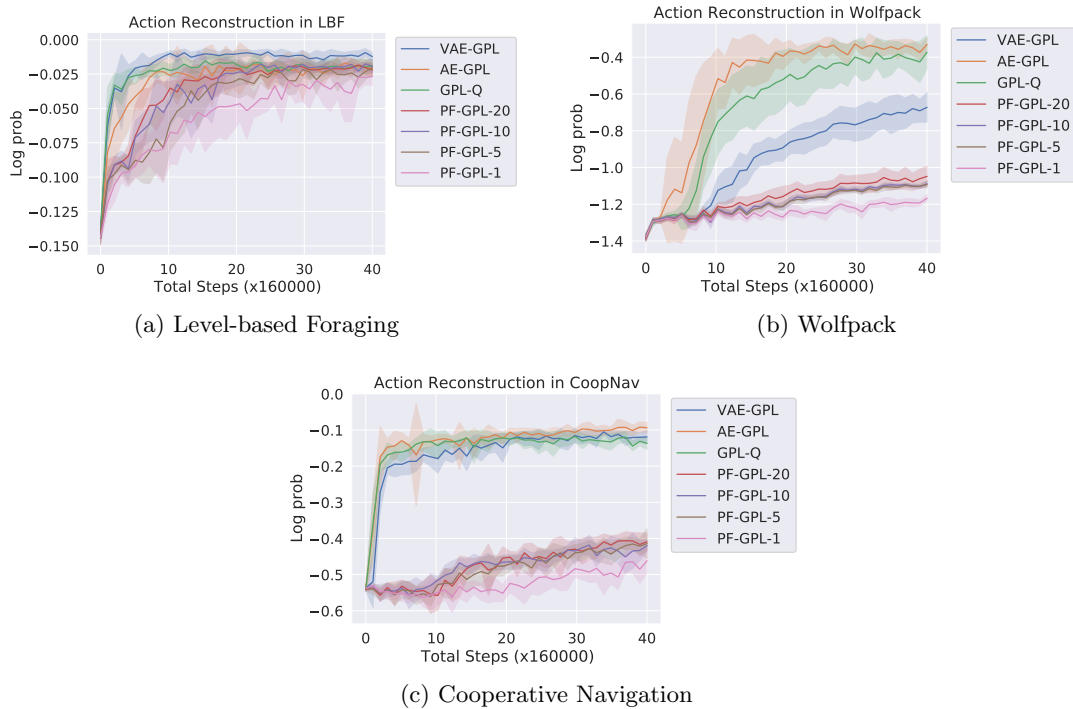 Action Reconstruction in LBF
Log prob
0.000
−0.025
−0.050
−0.075
−0.100
−0.125
−0.150
0 10 20 30 40
Total Steps (x160000)
VAE-GPL
AE-GPL
GPL-Q
PF-GPL-20
PF-GPL-10
PF-GPL-5
PF-GPL-1
(a) Level-based Foraging
Action Reconstruction in Wolfpack
Log prob
−0.4
−0.6
−0.8
−1.0
−1.2
−1.4
0 10 20 30 40
Total Steps (x160000)
VAE-GPL
AE-GPL
GPL-Q
PF-GPL-20
PF-GPL-10
PF-GPL-5
PF-GPL-1
(b) Wolfpack
Action Reconstruction in CoopNav
Log prob
0.0
−0.1
−0.2
−0.3
−0.4
−0.5
−0.6
0 10 20 30 40
Total Steps (x160000)
VAE-GPL
AE-GPL
GPL-Q
PF-GPL-20
PF-GPL-10
PF-GPL-5
PF-GPL-1
(c) Cooperative Navigation